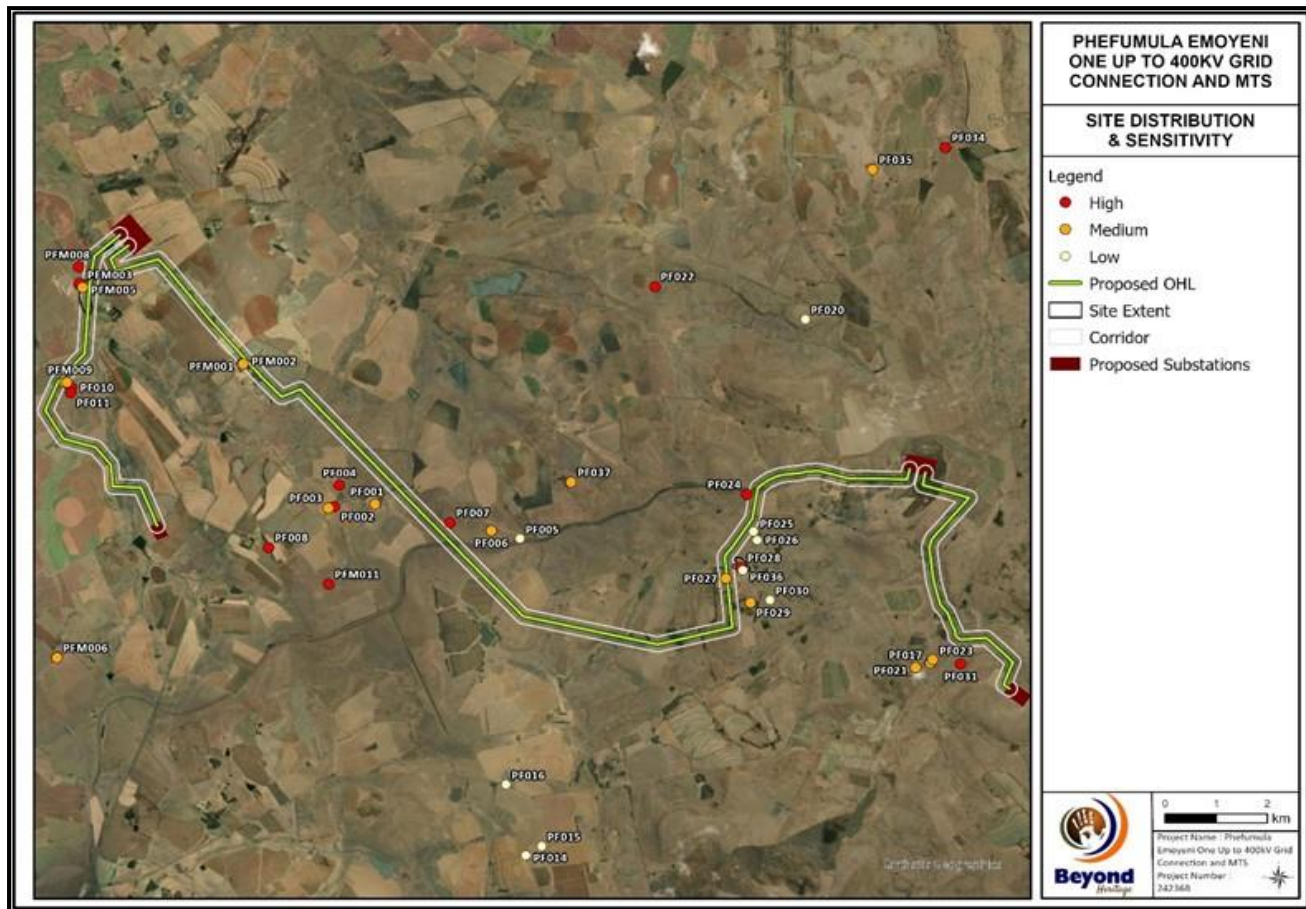 PHEFUMULA EMOYENI
ONE UP TO 400KV GRID
CONNECTION AND MTS
SITE DISTRIBUTION
& SENSITIVITY
Legend
High
Medium
Low
Proposed OHL
Site Extent
Corridor
Proposed Substations
PF034
PF035
PFM008
PFM003
PFM005
PF022
PF020
PFM001
PFM002
PFM009
PF010
PF011
PF004
PF003
PF001
PF002
PF037
PF024
PF007
PF006
PF005
PF025
PF026
PF008
PF028
PF036
PF027
PFM011
PF030
PF029
PFM006
PF017
PF023
PF021
PF031
PF016
PF015
PF014
Beyond
Heritage
0 1 2
km
Project Name : Phefumula
Emoyeni One Up to 400kV Grid
Connection and MTS
Project Number :
242368